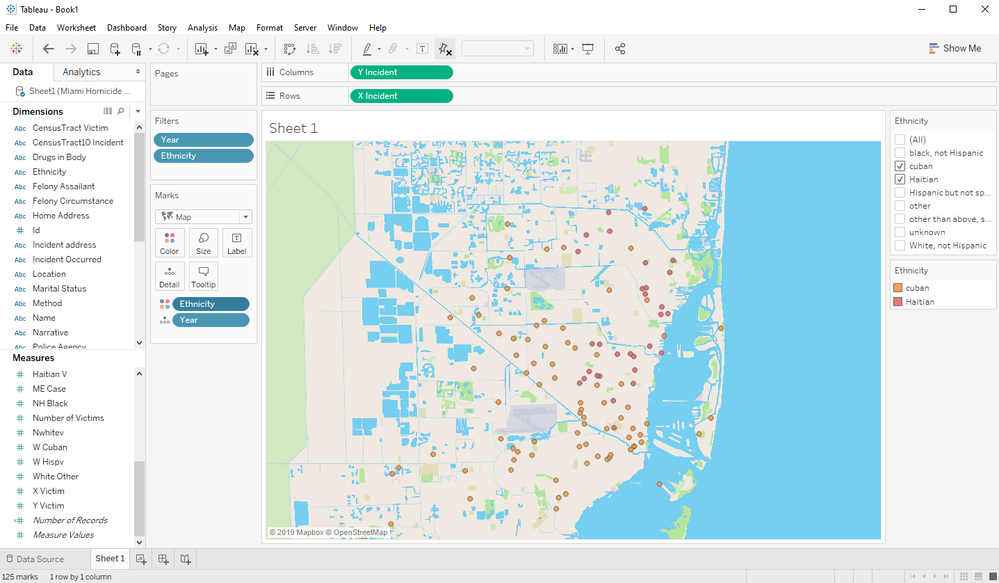 Tableau - Book1
File Data Worksheet Dashboard Story Analysis Map Format Server Window Help
Show Me
Data
Analytics
Sheet1 (Miami Homicide ...
Dimensions
Abc CensusTract Victim
Abc CensusTract10 Incident
Abc Drugs in Body
Abc Ethnicity
Abc Felony Assailant
Abc Felony Circumstance
Abc Home Address
# Id
Abc Incident address
Abc Incident Occurred
Abc Location
Abc Marital Status
Abc Method
Abc Name
Abc Narrative
Abc Police Agency
Measures
# Haitian V
# ME Case
# NH Black
# Number of Victims
# Nwhitev
# W Cuban
# W Hispv
# White Other
# X Victim
# Y Victim
=# Number of Records
# Measure Values
Pages
Filters
Year
Ethnicity
Marks
Map
Color
Size
T
Label
Detail
Tooltip
Ethnicity
Year
Columns
Y Incident
Rows
X Incident
Sheet 1
© 2019 Mapbox © OpenStreetMap
Ethnicity
(All)
black, not Hispanic
cuban
Haitian
Hispanic but not sp...
other
other than above, s...
unknown
White, not Hispanic
Ethnicity
cuban
Haitian
Data Source
Sheet 1
125 marks 1 row by 1 column